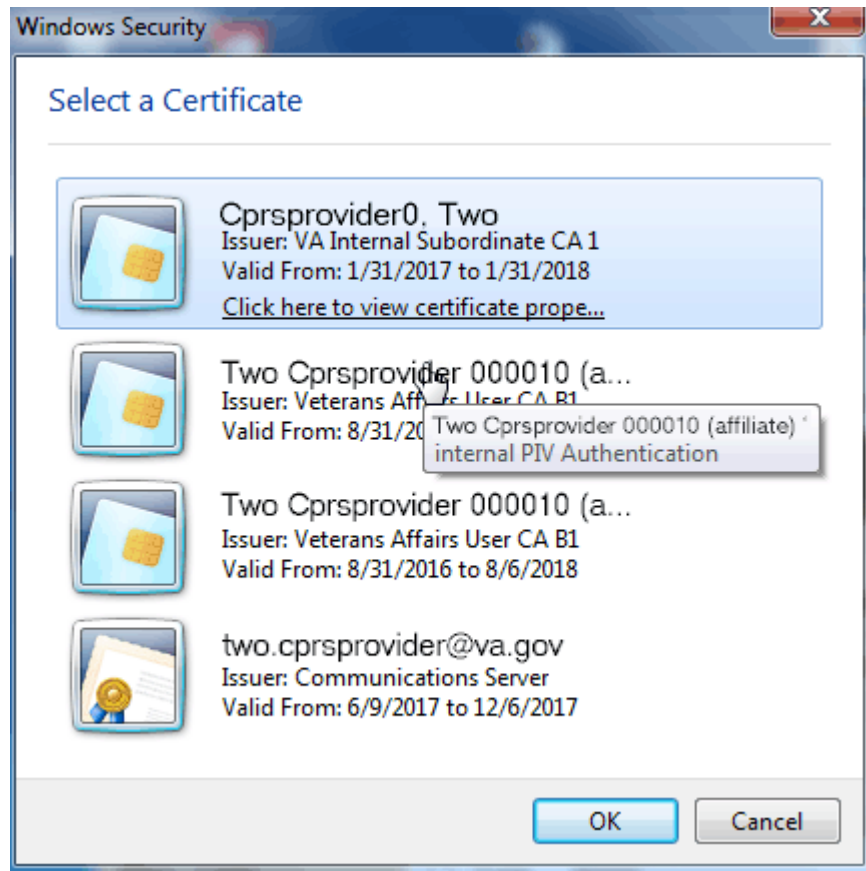 Windows Security
Select a Certificate
Cprsprovider0, Two
Issuer: VA Internal Subordinate CA 1
Valid From: 1/31/2017 to 1/31/2018
Click here to view certificate prope...
Two Cprsprovider 000010 (a...
Issuer: Veterans Affairs User CA B1
Valid From: 8/31/20
Two Cprsprovider 000010 (affiliate)
internal PIV Authentication
Two Cprsprovider 000010 (a...
Issuer: Veterans Affairs User CA B1
Valid From: 8/31/2016 to 8/6/2018
two.cprsprovider@va.gov
Issuer: Communications Server
Valid From: 6/9/2017 to 12/6/2017
OK
Cancel